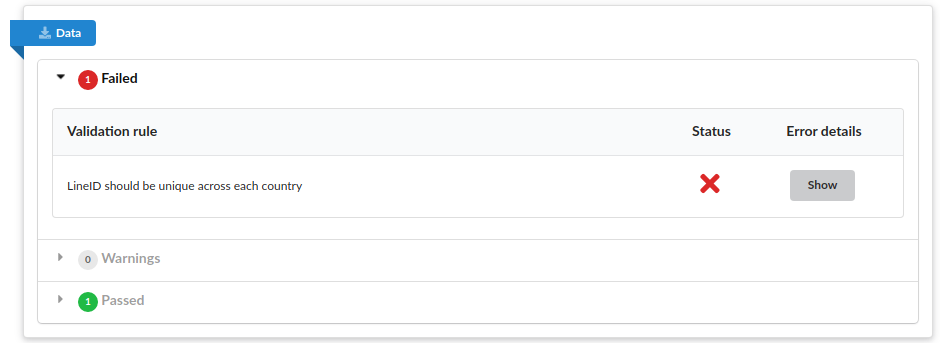 Data
1 Failed
Validation rule Status Error details
LineID should be unique across each country Show
0 Warnings
1 Passed